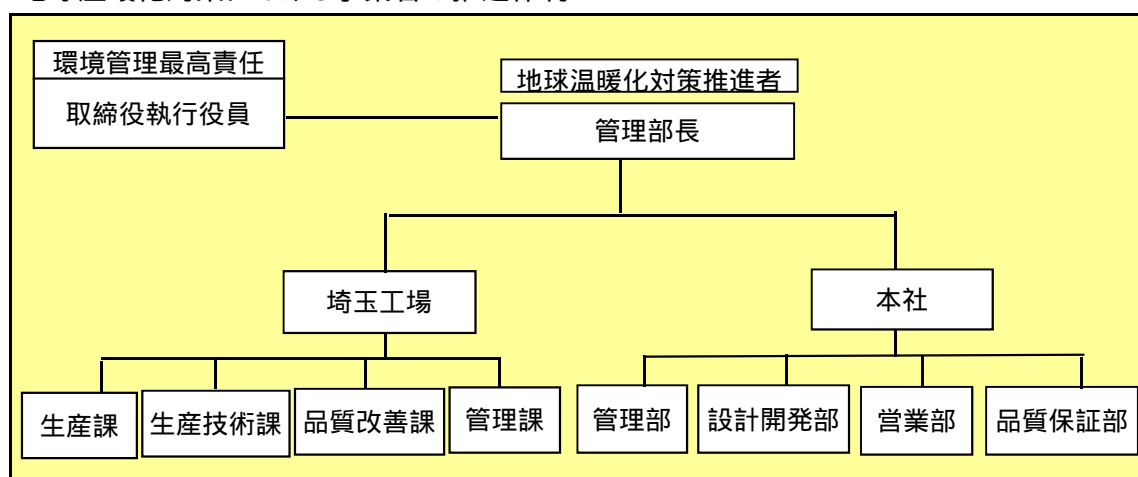 環境管理最高責任
取締役執行役員
地球温暖化対策推進者
管理部長
埼玉工場
本社
生産課
生産技術課
品質改善課
管理課
管理部
設計開発部
営業部
品質保証部